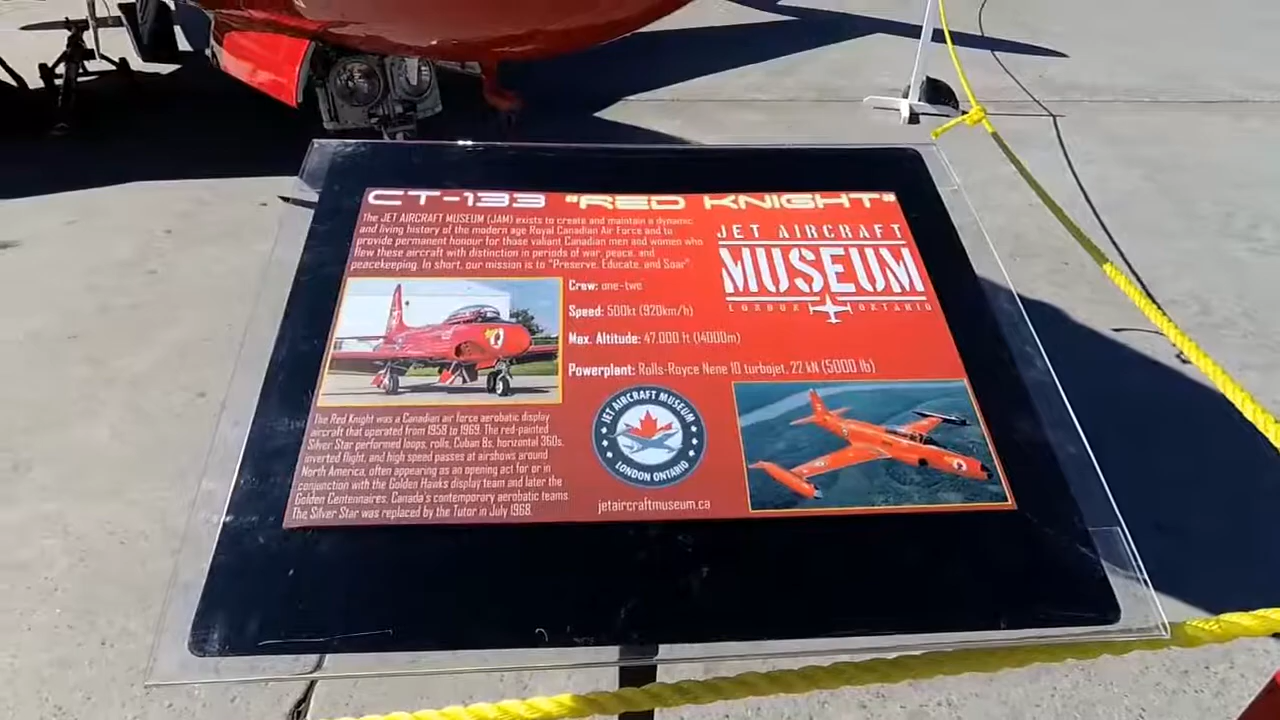 CT-133 "RED KNIGHT"
The JET AIRCRAFT MUSEUM (JAM) exists to create and maintain a dynamic
and living history of the modern age Royal Canadian Air Force and to
provide permanent honour for those valiant Canadian men and women who
flew these aircraft with distinction in periods of war, peace, and
peacekeeping. In short, our mission is to "Preserve, Educate, and Soar".
JET AIRCRAFT
MUSEUM
LONDON ONTARIO
Crew: one-two
Speed: 500kt (920km/h)
Max. Altitude: 47,000 ft (14000m)
Powerplant: Rolls-Royce Nene 10 turbojet, 22 kN (5000 lb)
The Red Knight was a Canadian air force aerobatic display
aircraft that operated from 1958 to 1969. The red-painted
Silver Star performed loops, rolls, Cuban 8s, horizontal 360s,
inverted flight, and high speed passes at airshows around
North America, often appearing as an opening act for or in
conjunction with the Golden Hawks display team and later the
Golden Centennaires, Canada's contemporary aerobatic teams.
The Silver Star was replaced by the Tutor in July 1968.
JET AIRCRAFT MUSEUM
LONDON ONTARIO
jetaircraftmuseum.ca